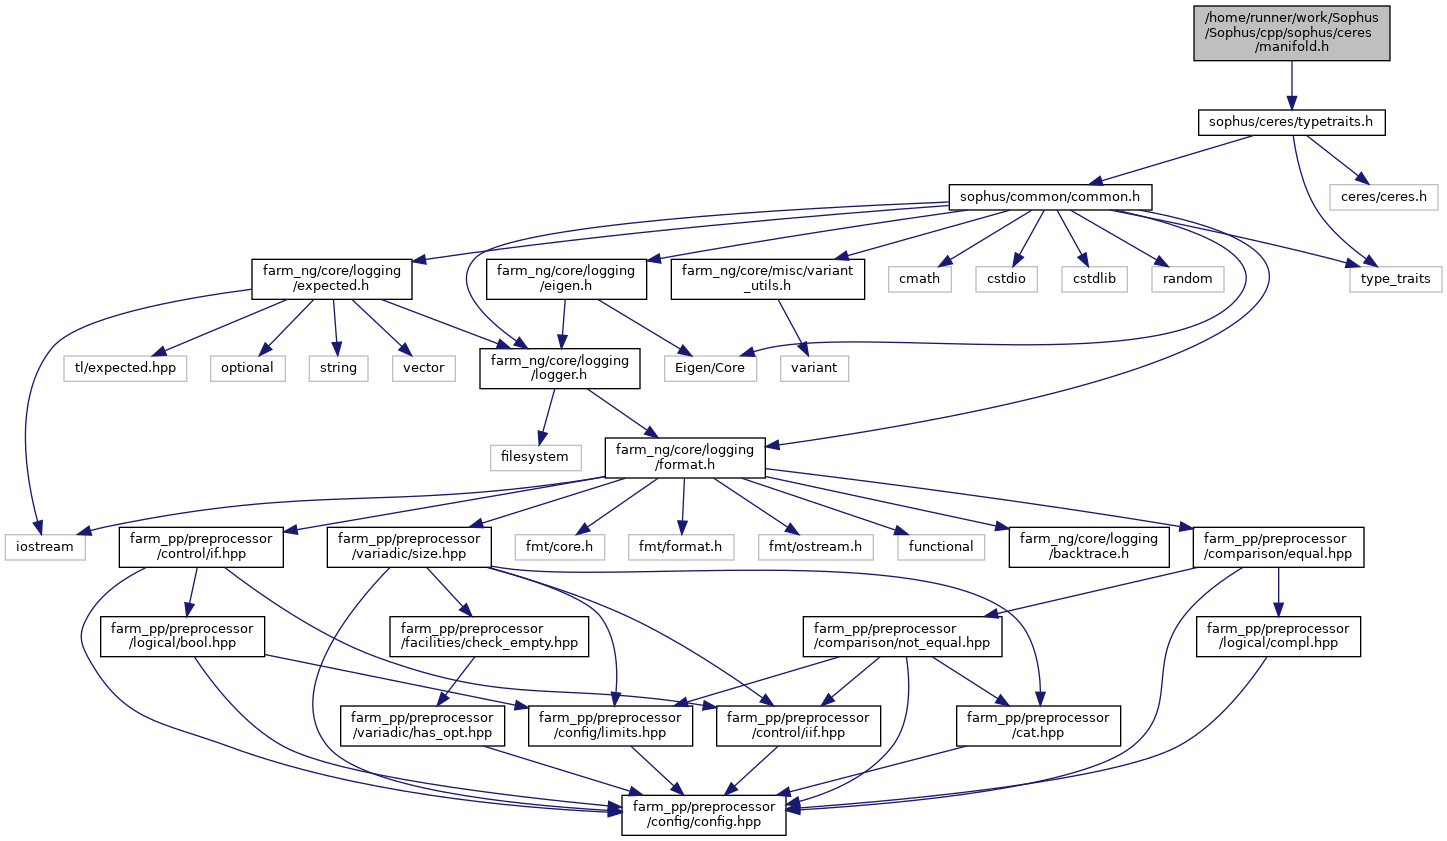 /home/runner/work/Sophus
/Sophus/cpp/sophus/ceres
/manifold.h
sophus/ceres/typetraits.h
sophus/common/common.h
ceres/ceres.h
farm_ng/core/logging
/expected.h
farm_ng/core/logging
/eigen.h
farm_ng/core/misc/variant
_utils.h
cmath
cstdio
cstdlib
random
type_traits
tl/expected.hpp
optional
string
vector
farm_ng/core/logging
/logger.h
Eigen/Core
variant
filesystem
farm_ng/core/logging
/format.h
iostream
farm_pp/preprocessor
/control/if.hpp
farm_pp/preprocessor
/variadic/size.hpp
fmt/core.h
fmt/format.h
fmt/ostream.h
functional
farm_ng/core/logging
/backtrace.h
farm_pp/preprocessor
/comparison/equal.hpp
farm_pp/preprocessor
/logical/bool.hpp
farm_pp/preprocessor
/facilities/check_empty.hpp
farm_pp/preprocessor
/comparison/not_equal.hpp
farm_pp/preprocessor
/logical/compl.hpp
farm_pp/preprocessor
/variadic/has_opt.hpp
farm_pp/preprocessor
/config/limits.hpp
farm_pp/preprocessor
/control/iif.hpp
farm_pp/preprocessor
/cat.hpp
farm_pp/preprocessor
/config/config.hpp